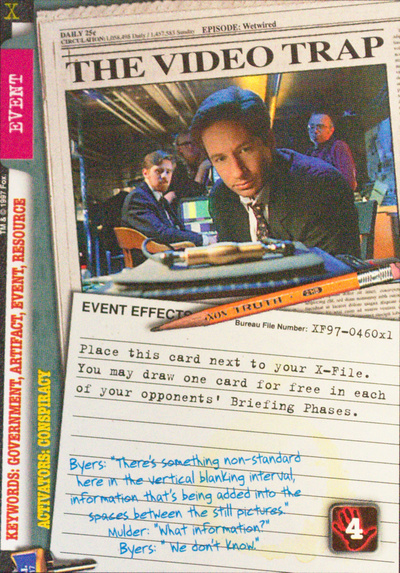 X
EVENT
TM & © 1997 Fox.
KEYWORDS: GOVERNMENT, ARTIFACT, EVENT, RESOURCE
ACTIVATORS: CONSPIRACY
DAILY 25¢
EPISODE: Wetwired
CIRCULATION: 1,058,498 Daily / 1,457,583 Sunday
THE VIDEO TRAP
EVENT EFFECTS
TRUTH
Bureau File Number: XF97-0460x1
Place this card next to your X-File.
You may draw one card for free in each
of your opponents' Briefing Phases.
Byers: "There's something non-standard
here in the vertical blanking interval,
information that's being added into the
spaces between the still pictures."
Mulder: "What information?"
Byers: "We don't know."
4